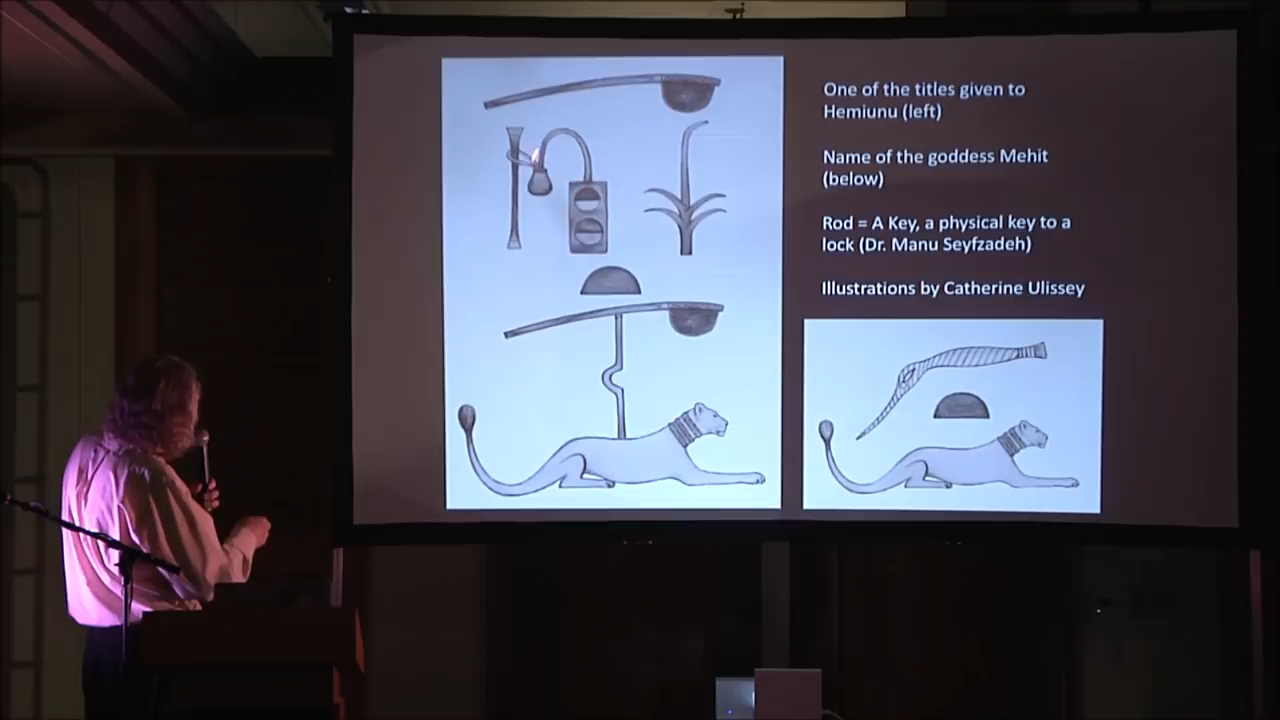 One of the titles given to
Hemiunu (left)
Name of the goddess Mehit
(below)
Rod = A Key, a physical key to a
lock (Dr. Manu Seyfzadeh)
Illustrations by Catherine Ulissey